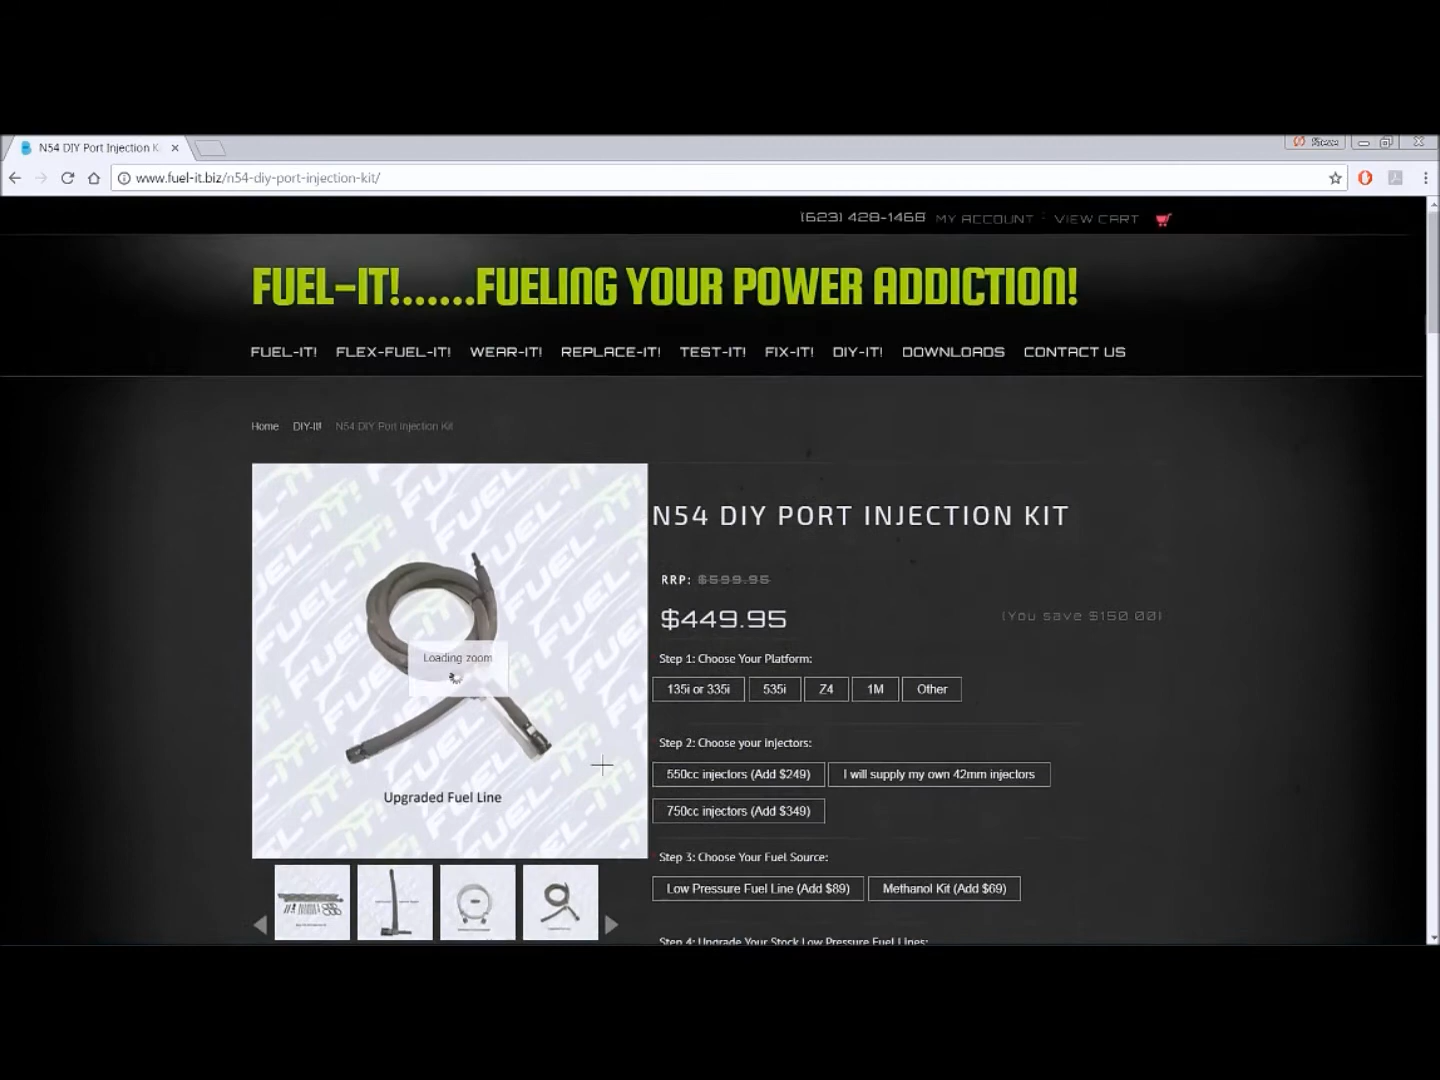 N54 DIY Port Injection K
www.fuel-it.biz/n54-diy-port-injection-kit/
(623) 428-1468 MY ACCOUNT : VIEW CART
FUEL-IT!......FUELING YOUR POWER ADDICTION!
FUEL-IT! FLEX-FUEL-IT! WEAR-IT! REPLACE-IT! TEST-IT! FIX-IT! DIY-IT! DOWNLOADS CONTACT US
Home DIY-It! N54 DIY Port Injection Kit
FUEL-IT!
Loading zoom
Upgraded Fuel Line
N54 DIY PORT INJECTION KIT
RRP: $599.95
$449.95 (You save $150.00)
Step 1: Choose Your Platform:
135i or 335i 535i Z4 1M Other
Step 2: Choose your injectors:
550cc injectors (Add $249) I will supply my own 42mm injectors
750cc injectors (Add $349)
Step 3: Choose Your Fuel Source:
Low Pressure Fuel Line (Add $89) Methanol Kit (Add $69)
Step 4: Upgrade Your Stock Low Pressure Fuel Lines: